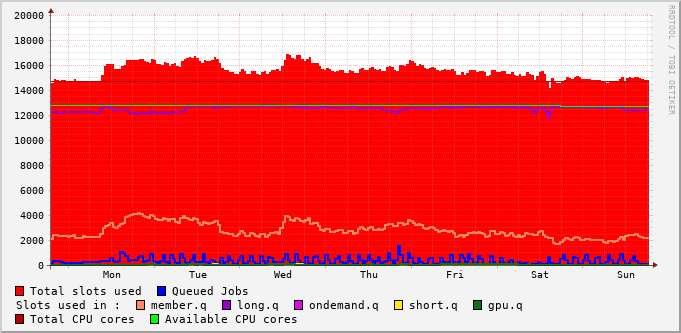 20000
18000
16000
14000
12000
10000
8000
6000
4000
2000
0
Mon Tue Wed Thu Fri Sat Sun
RRDTOOL / TOBI OETIKER
Total slots used Queued Jobs
Slots used in : member.q long.q ondemand.q short.q gpu.q
Total CPU cores Available CPU cores